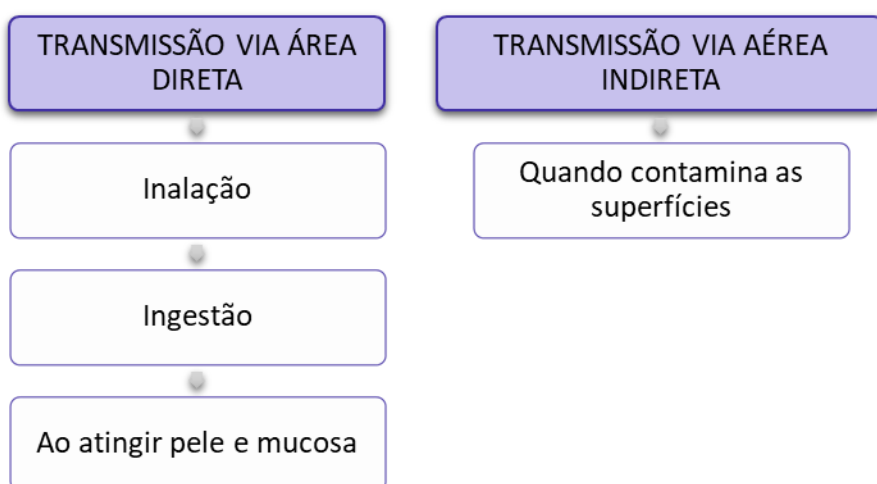 TRANSMISSÃO VIA ÁREA
DIRETA
Inalação
Ingestão
Ao atingir pele e mucosa
TRANSMISSÃO VIA AÉREA
INDIRETA
Quando contamina as
superfícies